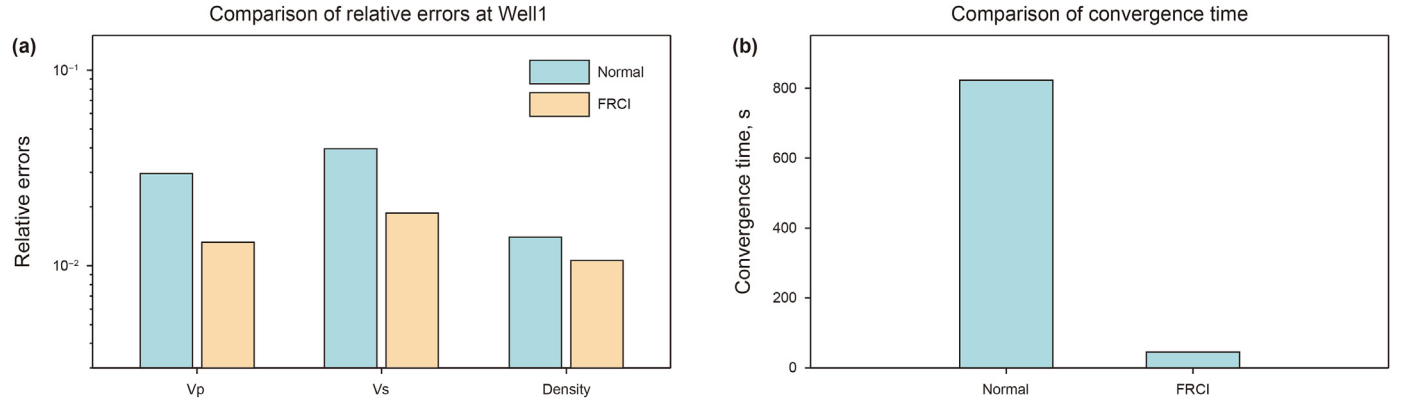 Comparison of relative errors at Well1
(a)
10⁻¹
10⁻²
Relative errors
Normal
FRCI
Vp
Vs
Density
Comparison of convergence time
(b)
800
600
400
200
0
Convergence time, s
Normal
FRCI